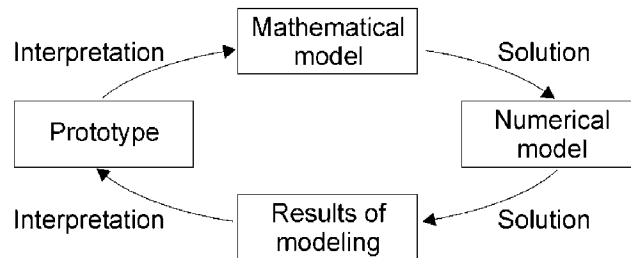 Mathematical
model
Interpretation
Solution
Prototype
Numerical
model
Interpretation
Results of
modeling
Solution